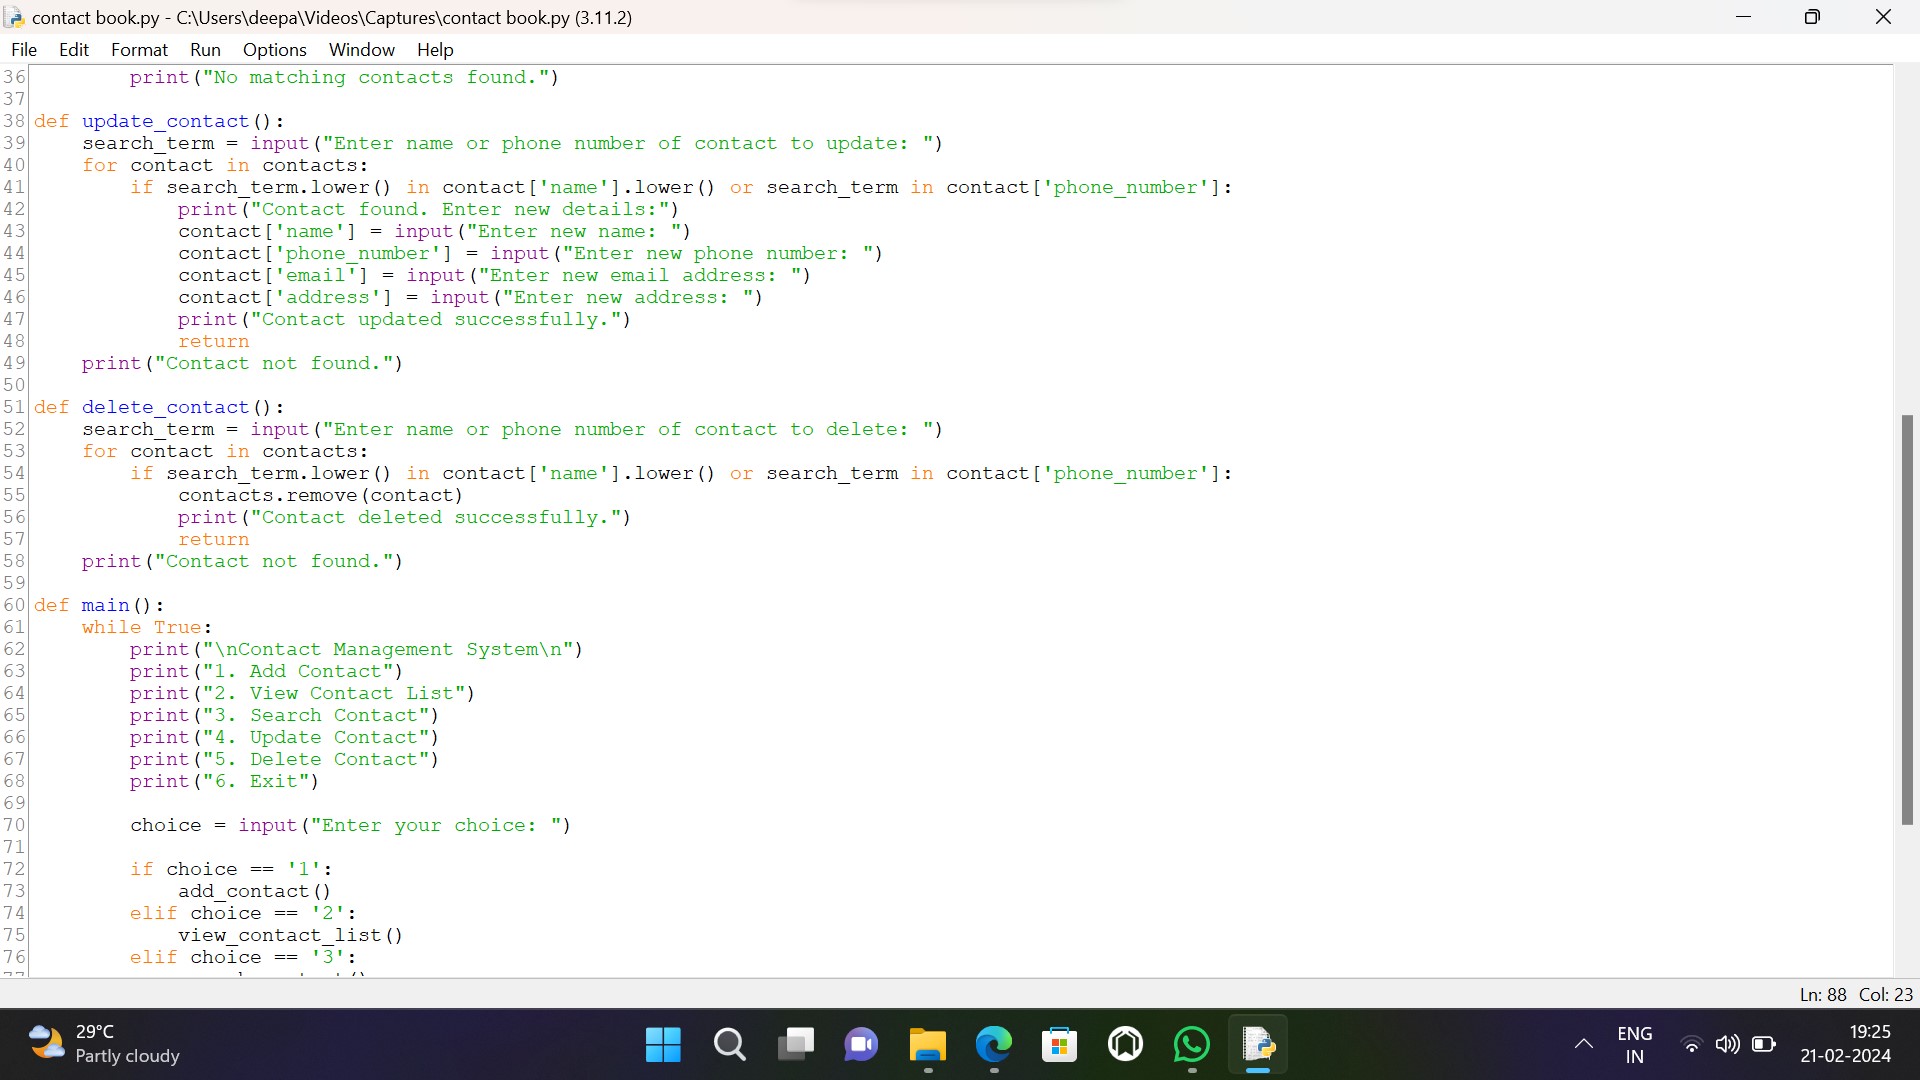 contact book.py - C:\Users\deepa\Videos\Captures\contact book.py (3.11.2)
File Edit Format Run Options Window Help
36         print("No matching contacts found.")
37
38 def update_contact():
39     search_term = input("Enter name or phone number of contact to update: ")
40     for contact in contacts:
41         if search_term.lower() in contact['name'].lower() or search_term in contact['phone_number']:
42             print("Contact found. Enter new details:")
43             contact['name'] = input("Enter new name: ")
44             contact['phone_number'] = input("Enter new phone number: ")
45             contact['email'] = input("Enter new email address: ")
46             contact['address'] = input("Enter new address: ")
47             print("Contact updated successfully.")
48             return
49     print("Contact not found.")
50
51 def delete_contact():
52     search_term = input("Enter name or phone number of contact to delete: ")
53     for contact in contacts:
54         if search_term.lower() in contact['name'].lower() or search_term in contact['phone_number']:
55             contacts.remove(contact)
56             print("Contact deleted successfully.")
57             return
58     print("Contact not found.")
59
60 def main():
61     while True:
62         print("\nContact Management System\n")
63         print("1. Add Contact")
64         print("2. View Contact List")
65         print("3. Search Contact")
66         print("4. Update Contact")
67         print("5. Delete Contact")
68         print("6. Exit")
69
70         choice = input("Enter your choice: ")
71
72         if choice == '1':
73             add_contact()
74         elif choice == '2':
75             view_contact_list()
76         elif choice == '3':
Ln: 88 Col: 23
29°C
Partly cloudy
ENG
IN
19:25
21-02-2024